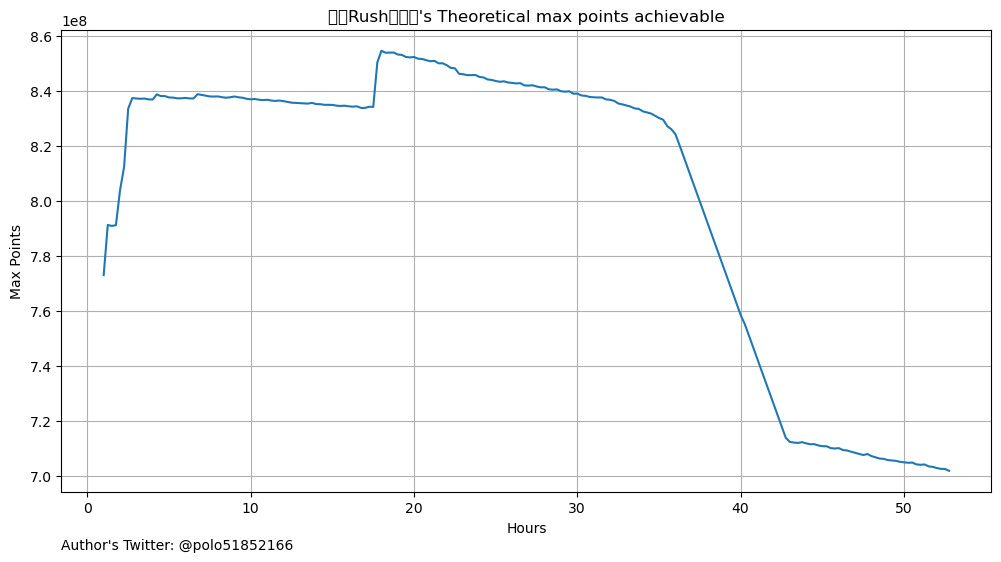 Rush's Theoretical max points achievable
1e8
8.6
8.4
8.2
8.0
7.8
7.6
7.4
7.2
7.0
Max Points
0 10 20 30 40 50
Hours
Author's Twitter: @polo51852166